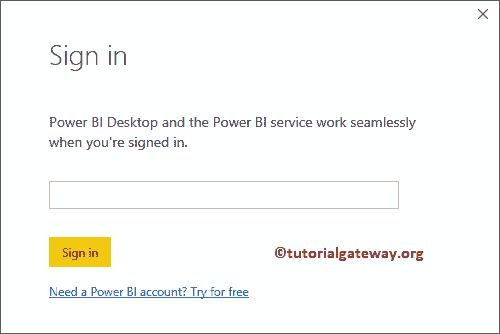 Sign in
Power BI Desktop and the Power BI service work seamlessly
when you're signed in.
Sign in
©tutorialgateway.org
Need a Power BI account? Try for free